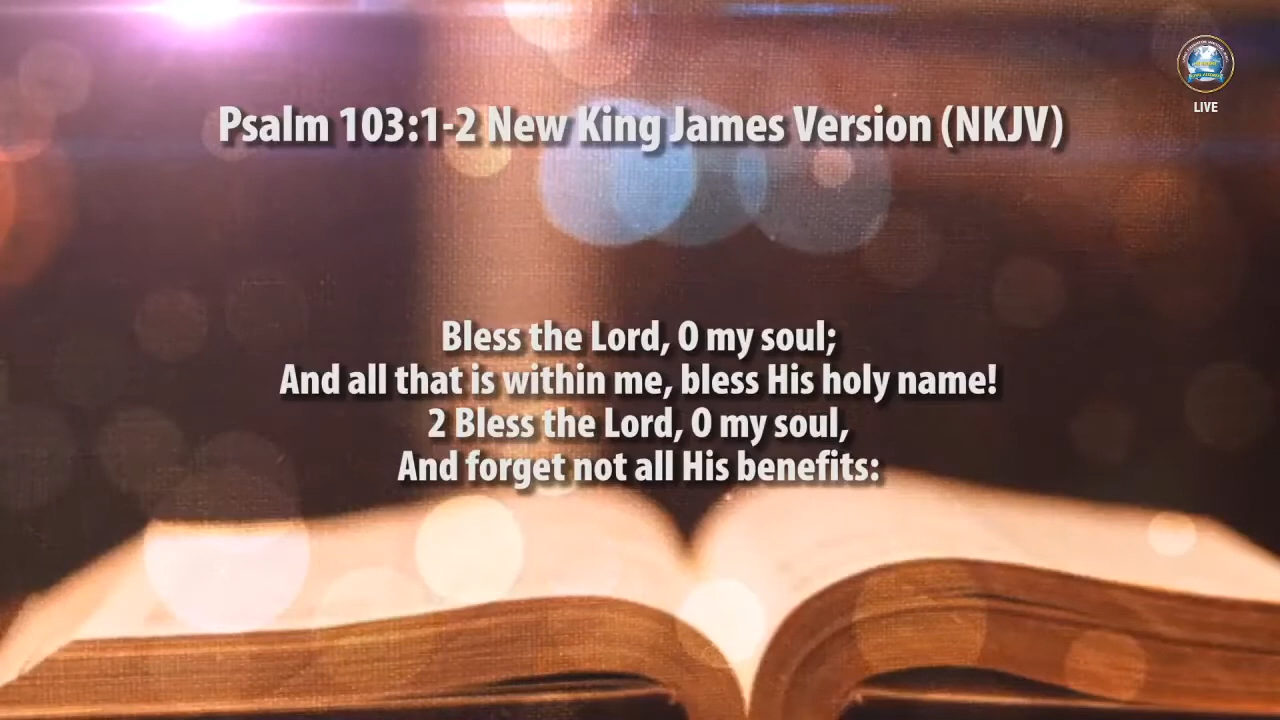 Psalm 103:1-2 New King James Version (NKJV)
LIVE
Bless the Lord, O my soul;
And all that is within me, bless His holy name!
2 Bless the Lord, O my soul,
And forget not all His benefits: